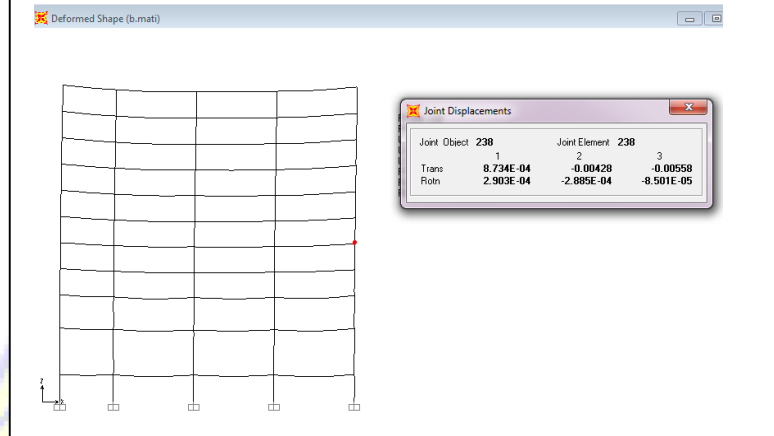 Deformed Shape (b.mati)
Joint Displacements
Joint Object 238 Joint Element 238
1 2 3
Trans 8.734E-04 -0.00428 -0.00558
Rotn 2.903E-04 -2.885E-04 -8.501E-05
Z